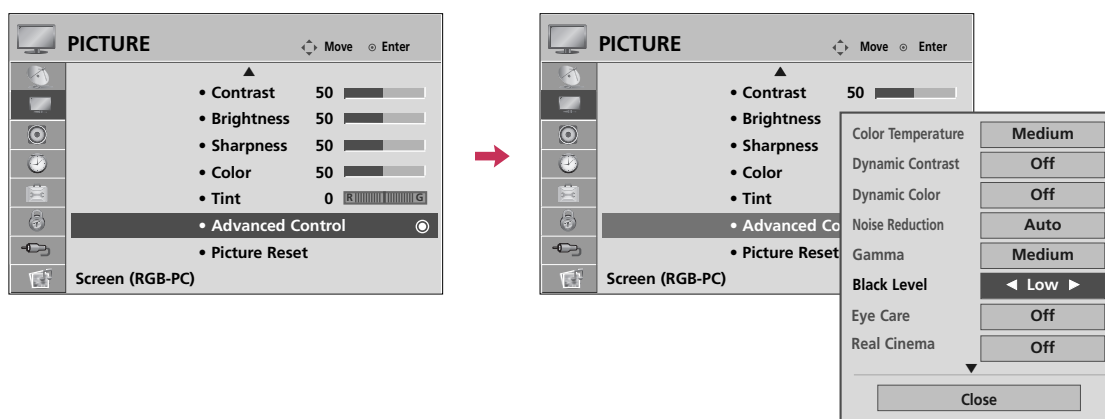 PICTURE Move Enter
• Contrast 50
• Brightness 50
• Sharpness 50
• Color 50
• Tint 0 R G
• Advanced Control
• Picture Reset
Screen (RGB-PC)
PICTURE Move Enter
• Contrast 50
• Brightness
• Sharpness
• Color
• Tint
• Advanced Co
• Picture Reset
Screen (RGB-PC)
Color Temperature Medium
Dynamic Contrast Off
Dynamic Color Off
Noise Reduction Auto
Gamma Medium
Black Level ◀ Low ▶
Eye Care Off
Real Cinema Off
Close